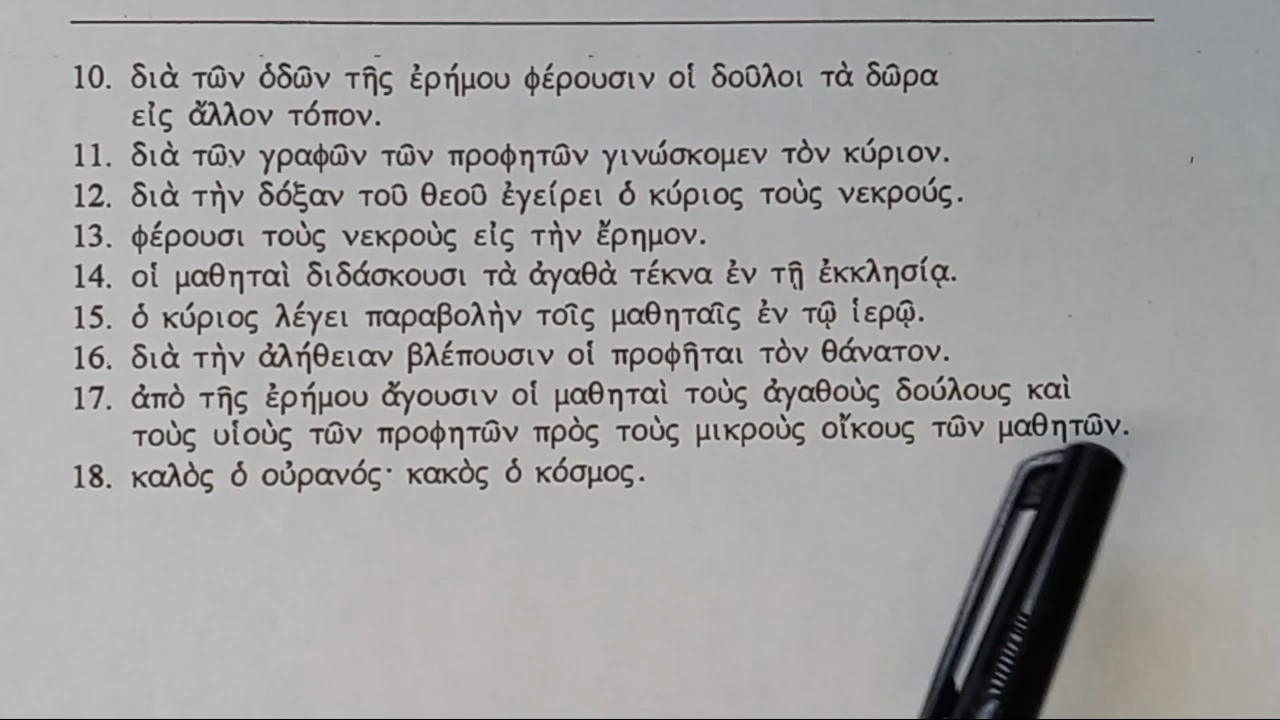 10. διὰ τῶν ὁδῶν τῆς ἐρήμου φέρουσιν οἱ δοῦλοι τὰ δῶρα
εἰς ἄλλον τόπον.
11. διὰ τῶν γραφῶν τῶν προφητῶν γινώσκομεν τὸν κύριον.
12. διὰ τὴν δόξαν τοῦ θεοῦ ἐγείρει ὁ κύριος τοὺς νεκρούς.
13. φέρουσι τοὺς νεκροὺς εἰς τὴν ἔρημον.
14. οἱ μαθηταὶ διδάσκουσι τὰ ἀγαθὰ τέκνα ἐν τῇ ἐκκλησίᾳ.
15. ὁ κύριος λέγει παραβολὴν τοῖς μαθηταῖς ἐν τῷ ἱερῷ.
16. διὰ τὴν ἀλήθειαν βλέπουσιν οἱ προφῆται τὸν θάνατον.
17. ἀπὸ τῆς ἐρήμου ἄγουσιν οἱ μαθηταὶ τοὺς ἀγαθοὺς δούλους καὶ
τοὺς υἱοὺς τῶν προφητῶν πρὸς τοὺς μικροὺς οἴκους τῶν μαθητῶν.
18. καλὸς ὁ οὐρανός· κακὸς ὁ κόσμος.